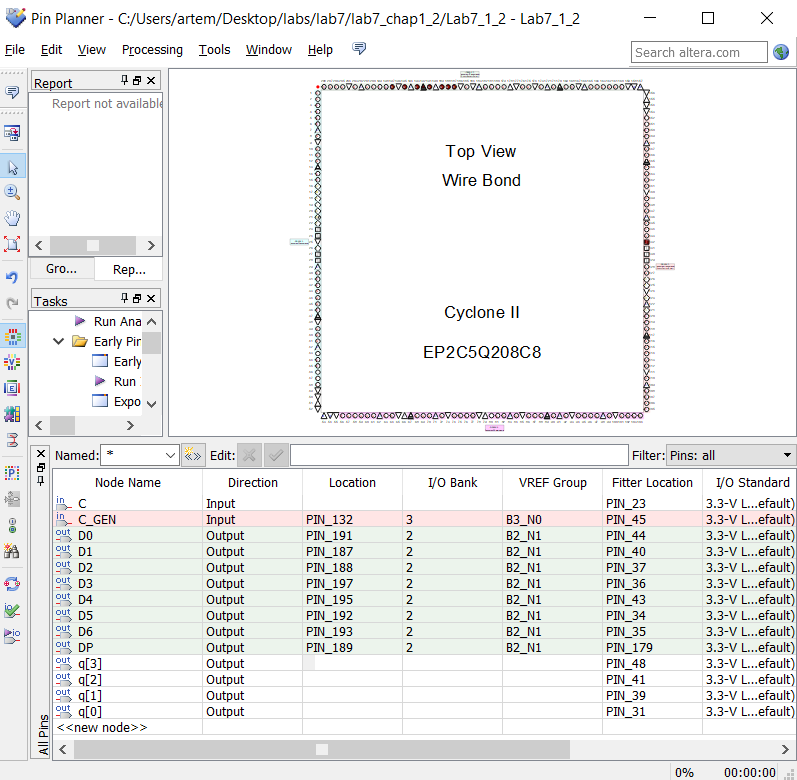 Pin Planner - C:/Users/artem/Desktop/labs/lab7/lab7_chap1_2/Lab7_1_2 - Lab7_1_2
File Edit View Processing Tools Window Help
Search altera.com
Report
Report not available
Gro... Rep...
Tasks
Run Ana
Early Pin
Early
Run
Expo
Top View
Wire Bond
Cyclone II
EP2C5Q208C8
Named: * Edit: Filter: Pins: all
Node Name Direction Location I/O Bank VREF Group Fitter Location I/O Standard
in C Input PIN_23 3.3-V L...efault)
in C_GEN Input PIN_132 3 B3_N0 PIN_45 3.3-V L...efault)
out D0 Output PIN_191 2 B2_N1 PIN_44 3.3-V L...efault)
out D1 Output PIN_187 2 B2_N1 PIN_40 3.3-V L...efault)
out D2 Output PIN_188 2 B2_N1 PIN_37 3.3-V L...efault)
out D3 Output PIN_197 2 B2_N1 PIN_36 3.3-V L...efault)
out D4 Output PIN_195 2 B2_N1 PIN_43 3.3-V L...efault)
out D5 Output PIN_192 2 B2_N1 PIN_34 3.3-V L...efault)
out D6 Output PIN_193 2 B2_N1 PIN_35 3.3-V L...efault)
out DP Output PIN_189 2 B2_N1 PIN_179 3.3-V L...efault)
out q[3] Output PIN_48 3.3-V L...efault)
out q[2] Output PIN_41 3.3-V L...efault)
out q[1] Output PIN_39 3.3-V L...efault)
out q[0] Output PIN_31 3.3-V L...efault)
<<new node>>
All Pins
0% 00:00:00